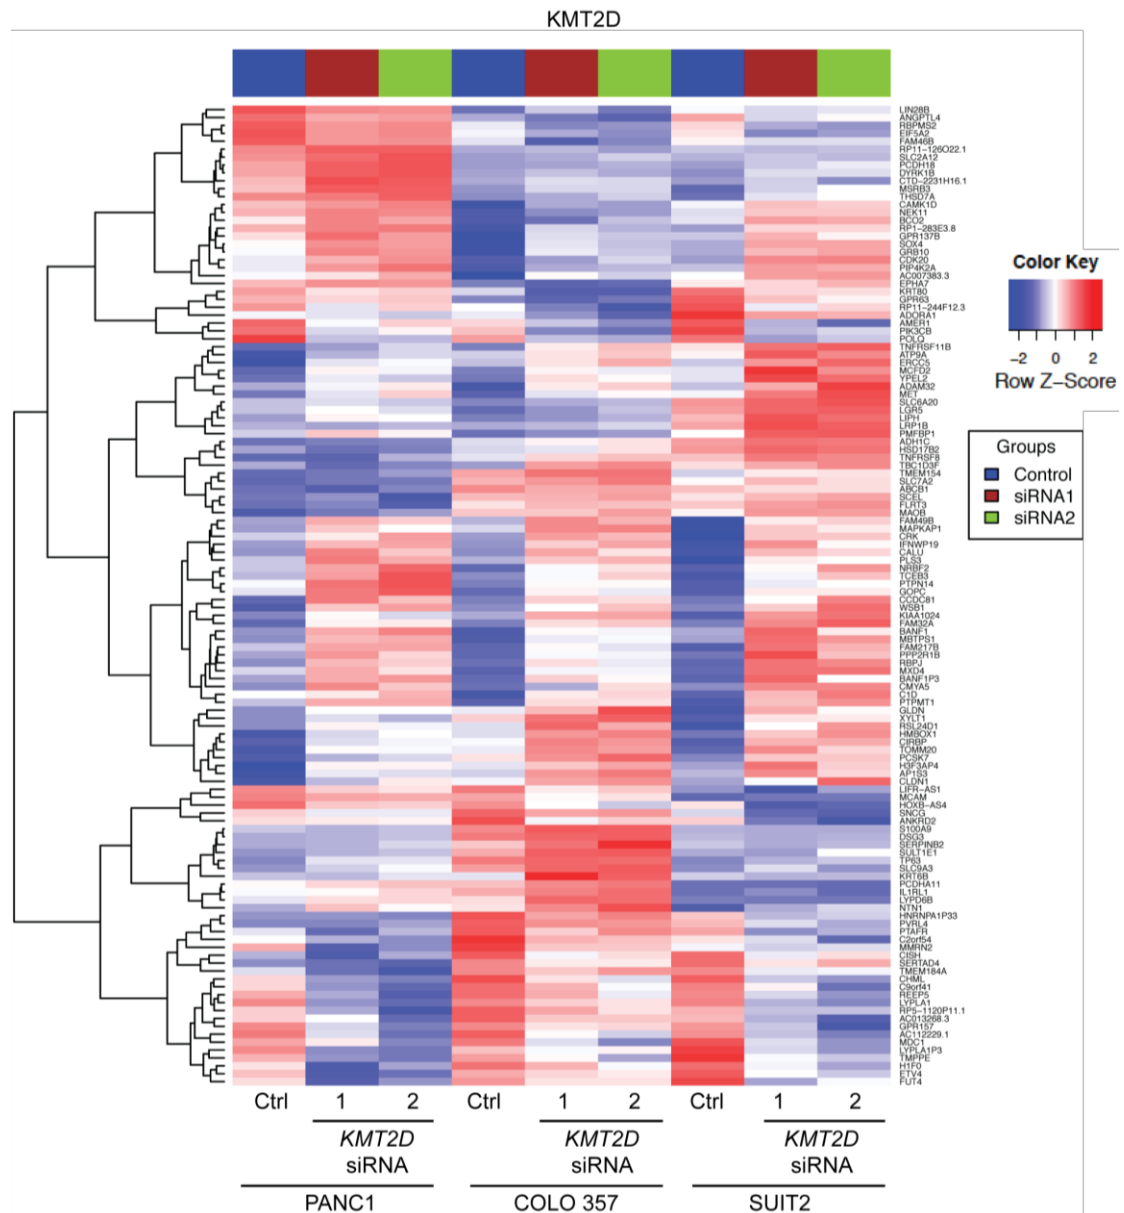 KMT2D
LIN28B
ANGPTL4
RBPMS2
EIF5A2
FAM46B
RP11-126O22.1
SLC2A12
PCDH18
DYRK1B
CTD-2231H16.1
MSRB3
THSD7A
CAMK1D
NEK11
BCO2
RP1-283E3.8
GPR137B
SOX4
GRB10
CDK20
PIP4K2A
AC007383.3
EPHA7
KRT80
GPR63
RP11-244F12.3
ADORA1
AMER1
PIK3CB
POLQ
TNFRSF11B
ATP9A
ERCC5
MCFD2
YPEL2
ADAM32
MET
SLC6A20
LGR5
LIPH
LRP1B
PMFBP1
ADH1C
HSD17B2
TNFRSF8
TBC1D3F
TMEM154
SLC7A2
ABCB1
SCEL
FLRT3
MAOB
FAM49B
MAPKAP1
CRK
IFNWP19
CALU
PLS3
NRBF2
TCEB3
PTPN14
GOPC
CCDC81
WSB1
KIAA1024
FAM32A
BANF1
MBTPS1
FAM217B
PPP2R1B
RBPJ
MXD4
BANF1P3
CMYA5
C1D
PTPMT1
GLDN
XYLT1
RSL24D1
HMBOX1
CIRBP
TOMM20
PCSK7
H3F3AP4
AP1S3
CLDN1
LIFR-AS1
MCAM
HOXB-AS4
SNCG
ANKRD2
S100A9
DSG3
SERPINB2
SULT1E1
TP63
SLC9A3
KRT6B
PCDHA11
IL1RL1
LYPD6B
NTN1
HNRNPA1P33
PVRL4
PTAFR
C2orf54
MMRN2
CISH
SERTAD4
TMEM184A
CHML
C9orf41
REEP5
LYPLA1
RP5-1120P11.1
AC013268.3
GPR157
AC112229.1
MDC1
LYPLA1P3
TMPPE
H1F0
ETV4
FUT4
Color Key
-2 0 2
Row Z-Score
Groups
Control
siRNA1
siRNA2
Ctrl 1 2 Ctrl 1 2 Ctrl 1 2
KMT2D KMT2D KMT2D
siRNA siRNA siRNA
PANC1 COLO 357 SUIT2